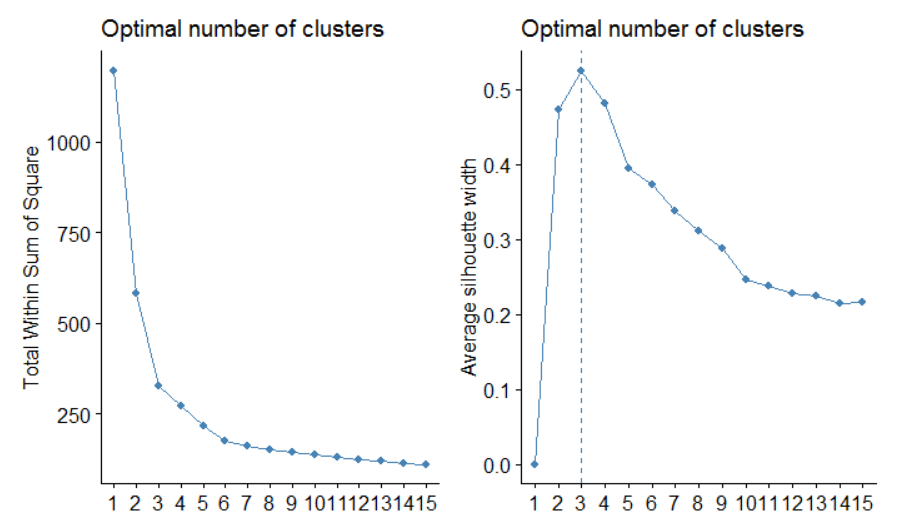 Optimal number of clusters
Total Within Sum of Square
1000
750
500
250
1 2 3 4 5 6 7 8 9 10 11 12 13 14 15
Optimal number of clusters
Average silhouette width
0.5
0.4
0.3
0.2
0.1
0.0
1 2 3 4 5 6 7 8 9 10 11 12 13 14 15